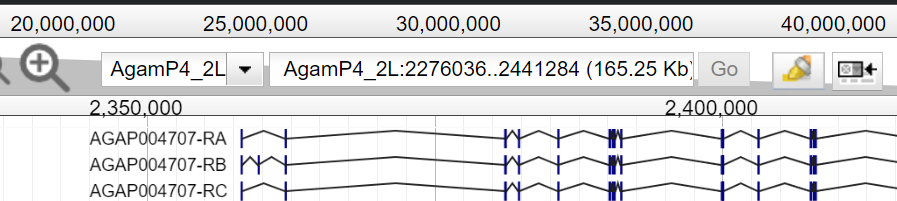 20,000,000 25,000,000 30,000,000 35,000,000 40,000,000
AgamP4_2L AgamP4_2L:2276036..2441284 (165.25 Kb) Go
2,350,000 2,400,000
AGAP004707-RA
AGAP004707-RB
AGAP004707-RC